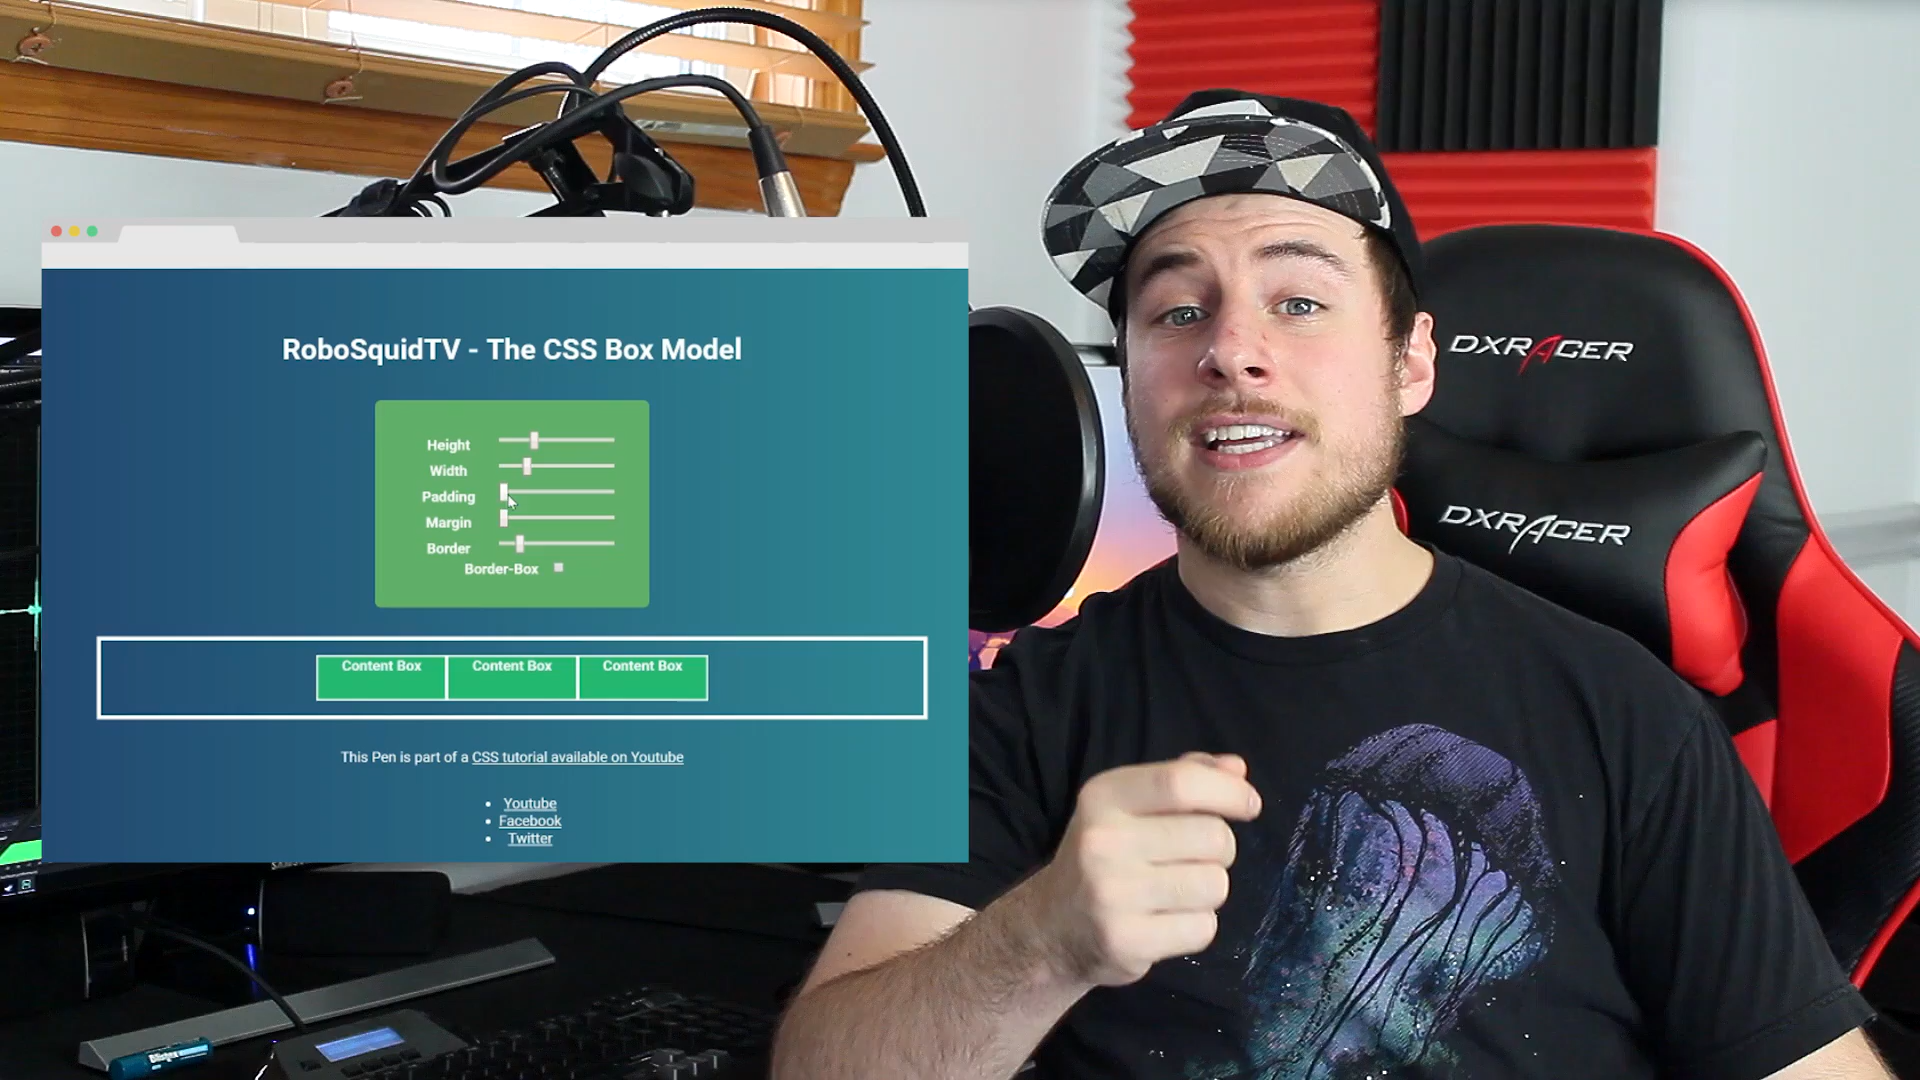 RoboSquidTV - The CSS Box Model
Height
Width
Padding
Margin
Border
Border-Box
Content Box Content Box Content Box
This Pen is part of a CSS tutorial available on Youtube
Youtube
Facebook
Twitter
DXRACER
DXRACER
Blistex